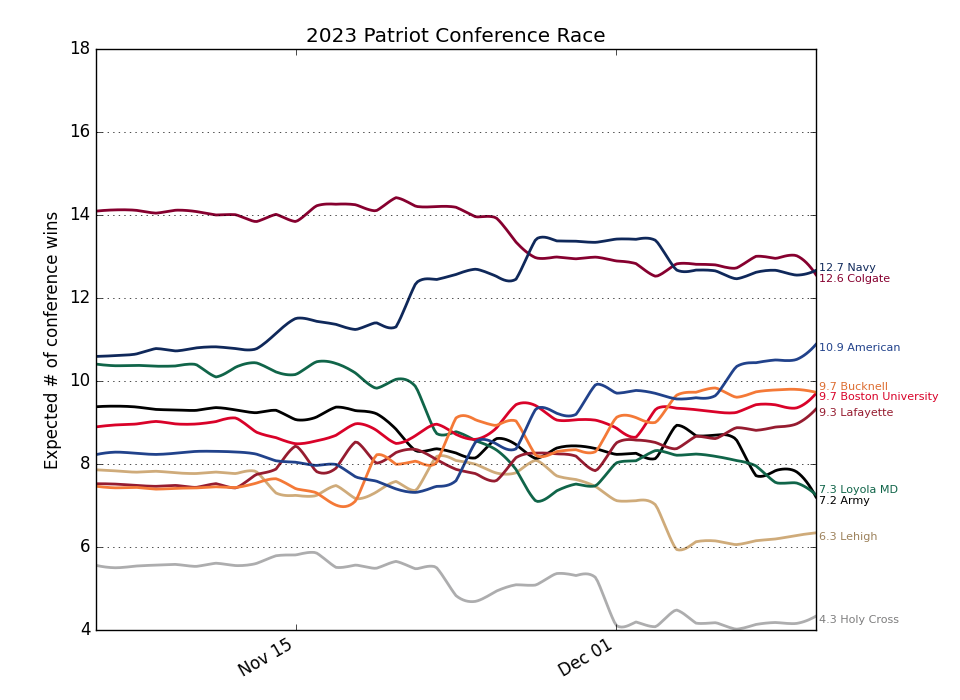 2023 Patriot Conference Race
Expected # of conference wins
18
16
14
12
10
8
6
4
Nov 15
Dec 01
12.7 Navy
12.6 Colgate
10.9 American
9.7 Bucknell
9.7 Boston University
9.3 Lafayette
7.3 Loyola MD
7.2 Army
6.3 Lehigh
4.3 Holy Cross